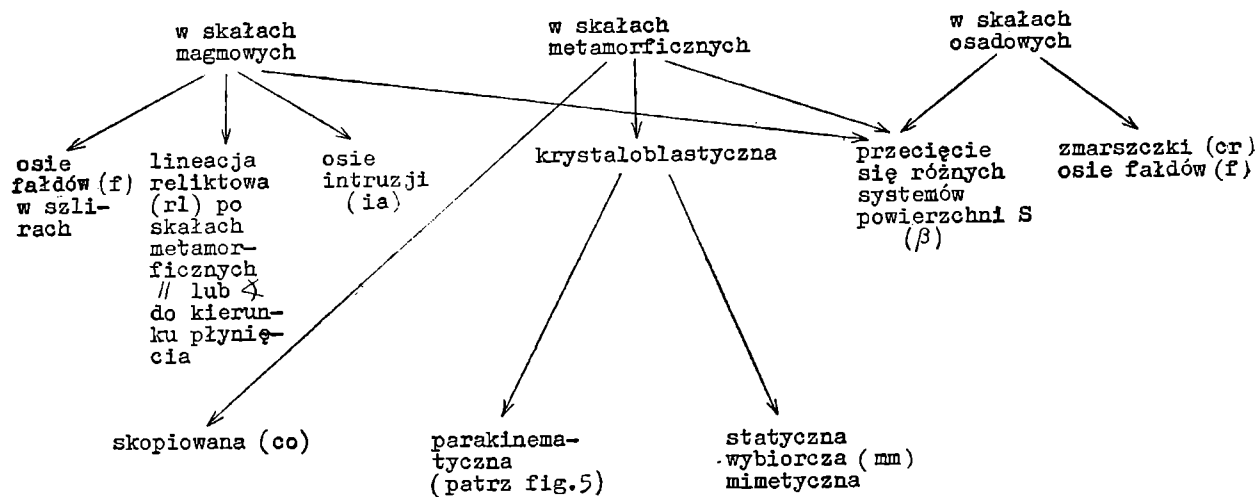 w skałach
magmowych
w skałach
metamorficznych
w skałach
osadowych
osie
fałdów (f)
w szli-
rach
lineacja
reliktowa
(rl) po
skałach
metamor-
ficznych
// lub ∢
do kierun-
ku płynię-
cia
osie
intruzji
(ia)
krystaloblastyczna
przecięcie
się różnych
systemów
powierzchni S
(β)
zmarszczki (cr)
osie fałdów (f)
skopiowana (co)
parakinema-
tyczna
(patrz fig.5)
statyczna
wybiorcza (mm)
mimetyczna